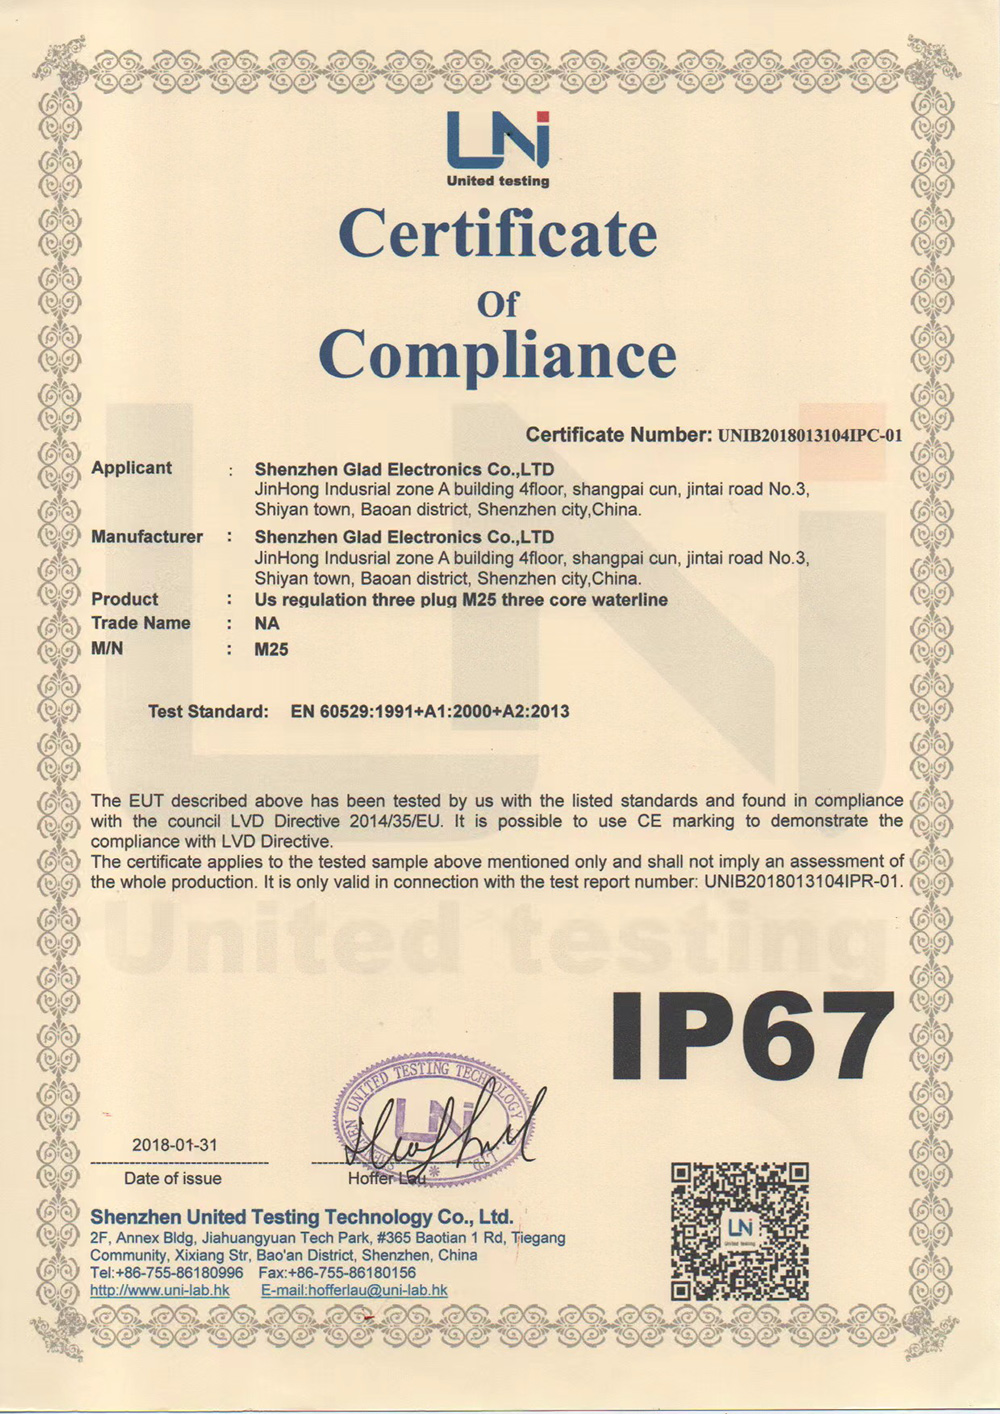 UNi
United testing
Certificate
Of
Compliance
Certificate Number: UNIB2018013104IPC-01
Applicant : Shenzhen Glad Electronics Co.,LTD
JinHong Indusrial zone A building 4floor, shangpai cun, jintai road No.3,
Shiyan town, Baoan district, Shenzhen city,China.
Manufacturer : Shenzhen Glad Electronics Co.,LTD
JinHong Indusrial zone A building 4floor, shangpai cun, jintai road No.3,
Shiyan town, Baoan district, Shenzhen city,China.
Product : Us regulation three plug M25 three core waterline
Trade Name : NA
M/N : M25
Test Standard: EN 60529:1991+A1:2000+A2:2013
The EUT described above has been tested by us with the listed standards and found in compliance
with the council LVD Directive 2014/35/EU. It is possible to use CE marking to demonstrate the
compliance with LVD Directive.
The certificate applies to the tested sample above mentioned only and shall not imply an assessment of
the whole production. It is only valid in connection with the test report number: UNIB2018013104IPR-01.
United testing
IP67
UNITED TESTING TECHNOLOGY
UNi
2018-01-31
Date of issue
Hoffer Lau
Shenzhen United Testing Technology Co., Ltd.
2F, Annex Bldg, Jiahuangyuan Tech Park, #365 Baotian 1 Rd, Tiegang
Community, Xixiang Str, Bao'an District, Shenzhen, China
Tel:+86-755-86180996 Fax:+86-755-86180156
http://www.uni-lab.hk E-mail:hofferlau@uni-lab.hk
UNi
United testing